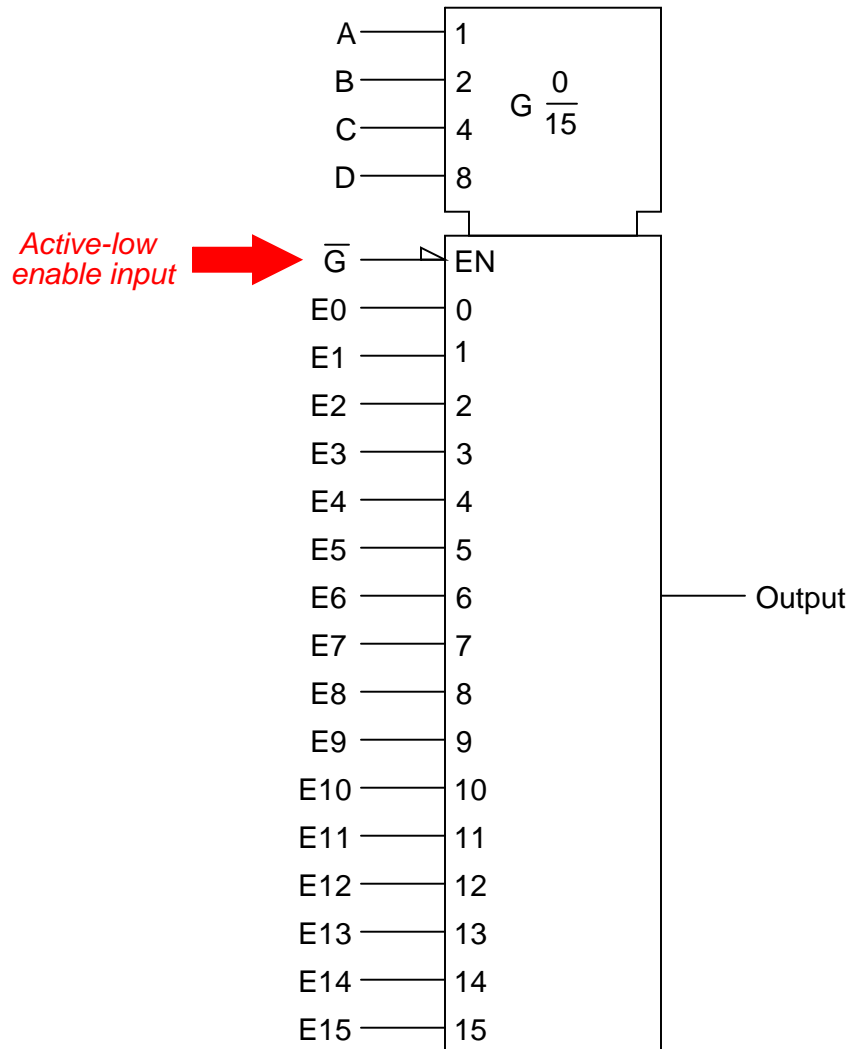 A 1
B 2
C 4
D 8
G 0/15
Active-low
enable input
G̅ EN
E0 0
E1 1
E2 2
E3 3
E4 4
E5 5
E6 6
Output
E7 7
E8 8
E9 9
E10 10
E11 11
E12 12
E13 13
E14 14
E15 15